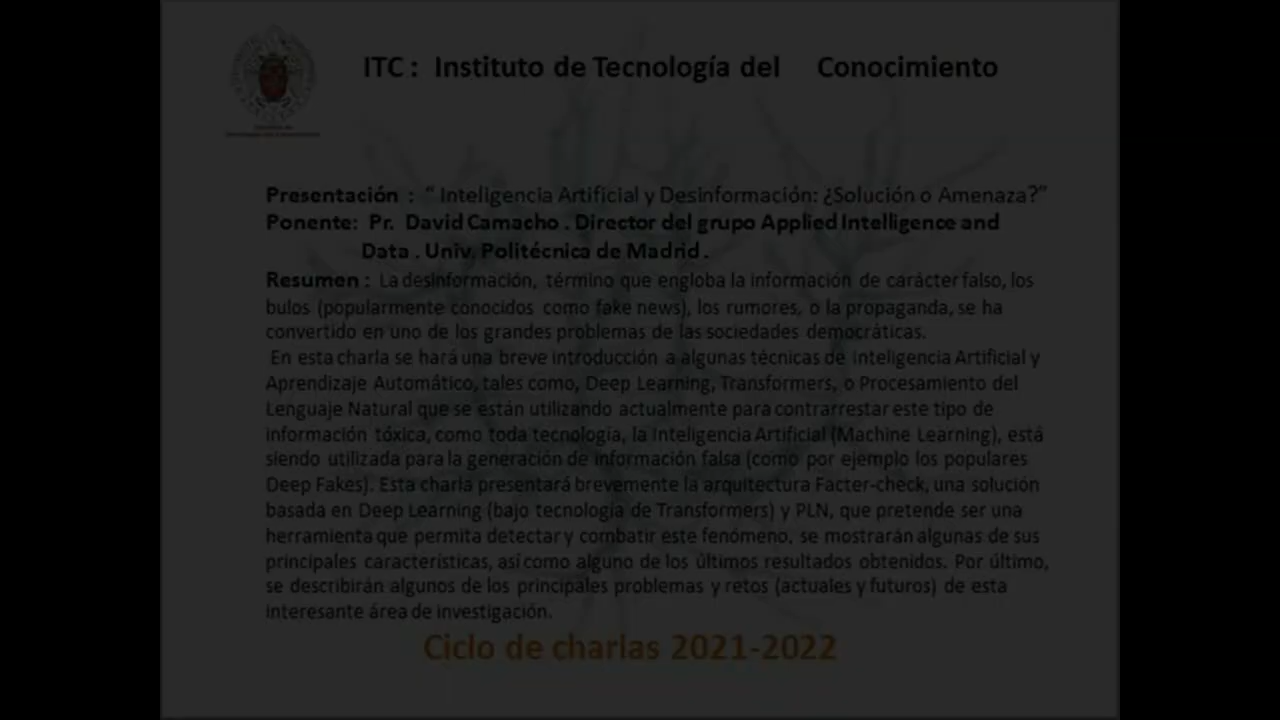 ITC : Instituto de Tecnología del Conocimiento
Presentación : “ Inteligencia Artificial y Desinformación: ¿Solución o Amenaza?”
Ponente: Pr. David Camacho . Director del grupo Applied Intelligence and
Data . Univ. Politécnica de Madrid .
Resumen : La desinformación, término que engloba la información de carácter falso, los
bulos (popularmente conocidos como fake news), los rumores, o la propaganda, se ha
convertido en uno de los grandes problemas de las sociedades democráticas.
En esta charla se hará una breve introducción a algunas técnicas de Inteligencia Artificial y
Aprendizaje Automático, tales como, Deep Learning, Transformers, o Procesamiento del
Lenguaje Natural que se están utilizando actualmente para contrarrestar este tipo de
información tóxica, como toda tecnología, la Inteligencia Artificial (Machine Learning), está
siendo utilizada para la generación de información falsa (como por ejemplo los populares
Deep Fakes). Esta charla presentará brevemente la arquitectura Facter-check, una solución
basada en Deep Learning (bajo tecnología de Transformers) y PLN, que pretende ser una
herramienta que permita detectar y combatir este fenómeno, se mostrarán algunas de sus
principales características, así como alguno de los últimos resultados obtenidos. Por último,
se describirán algunos de los principales problemas y retos (actuales y futuros) de esta
interesante área de investigación.
Ciclo de charlas 2021-2022